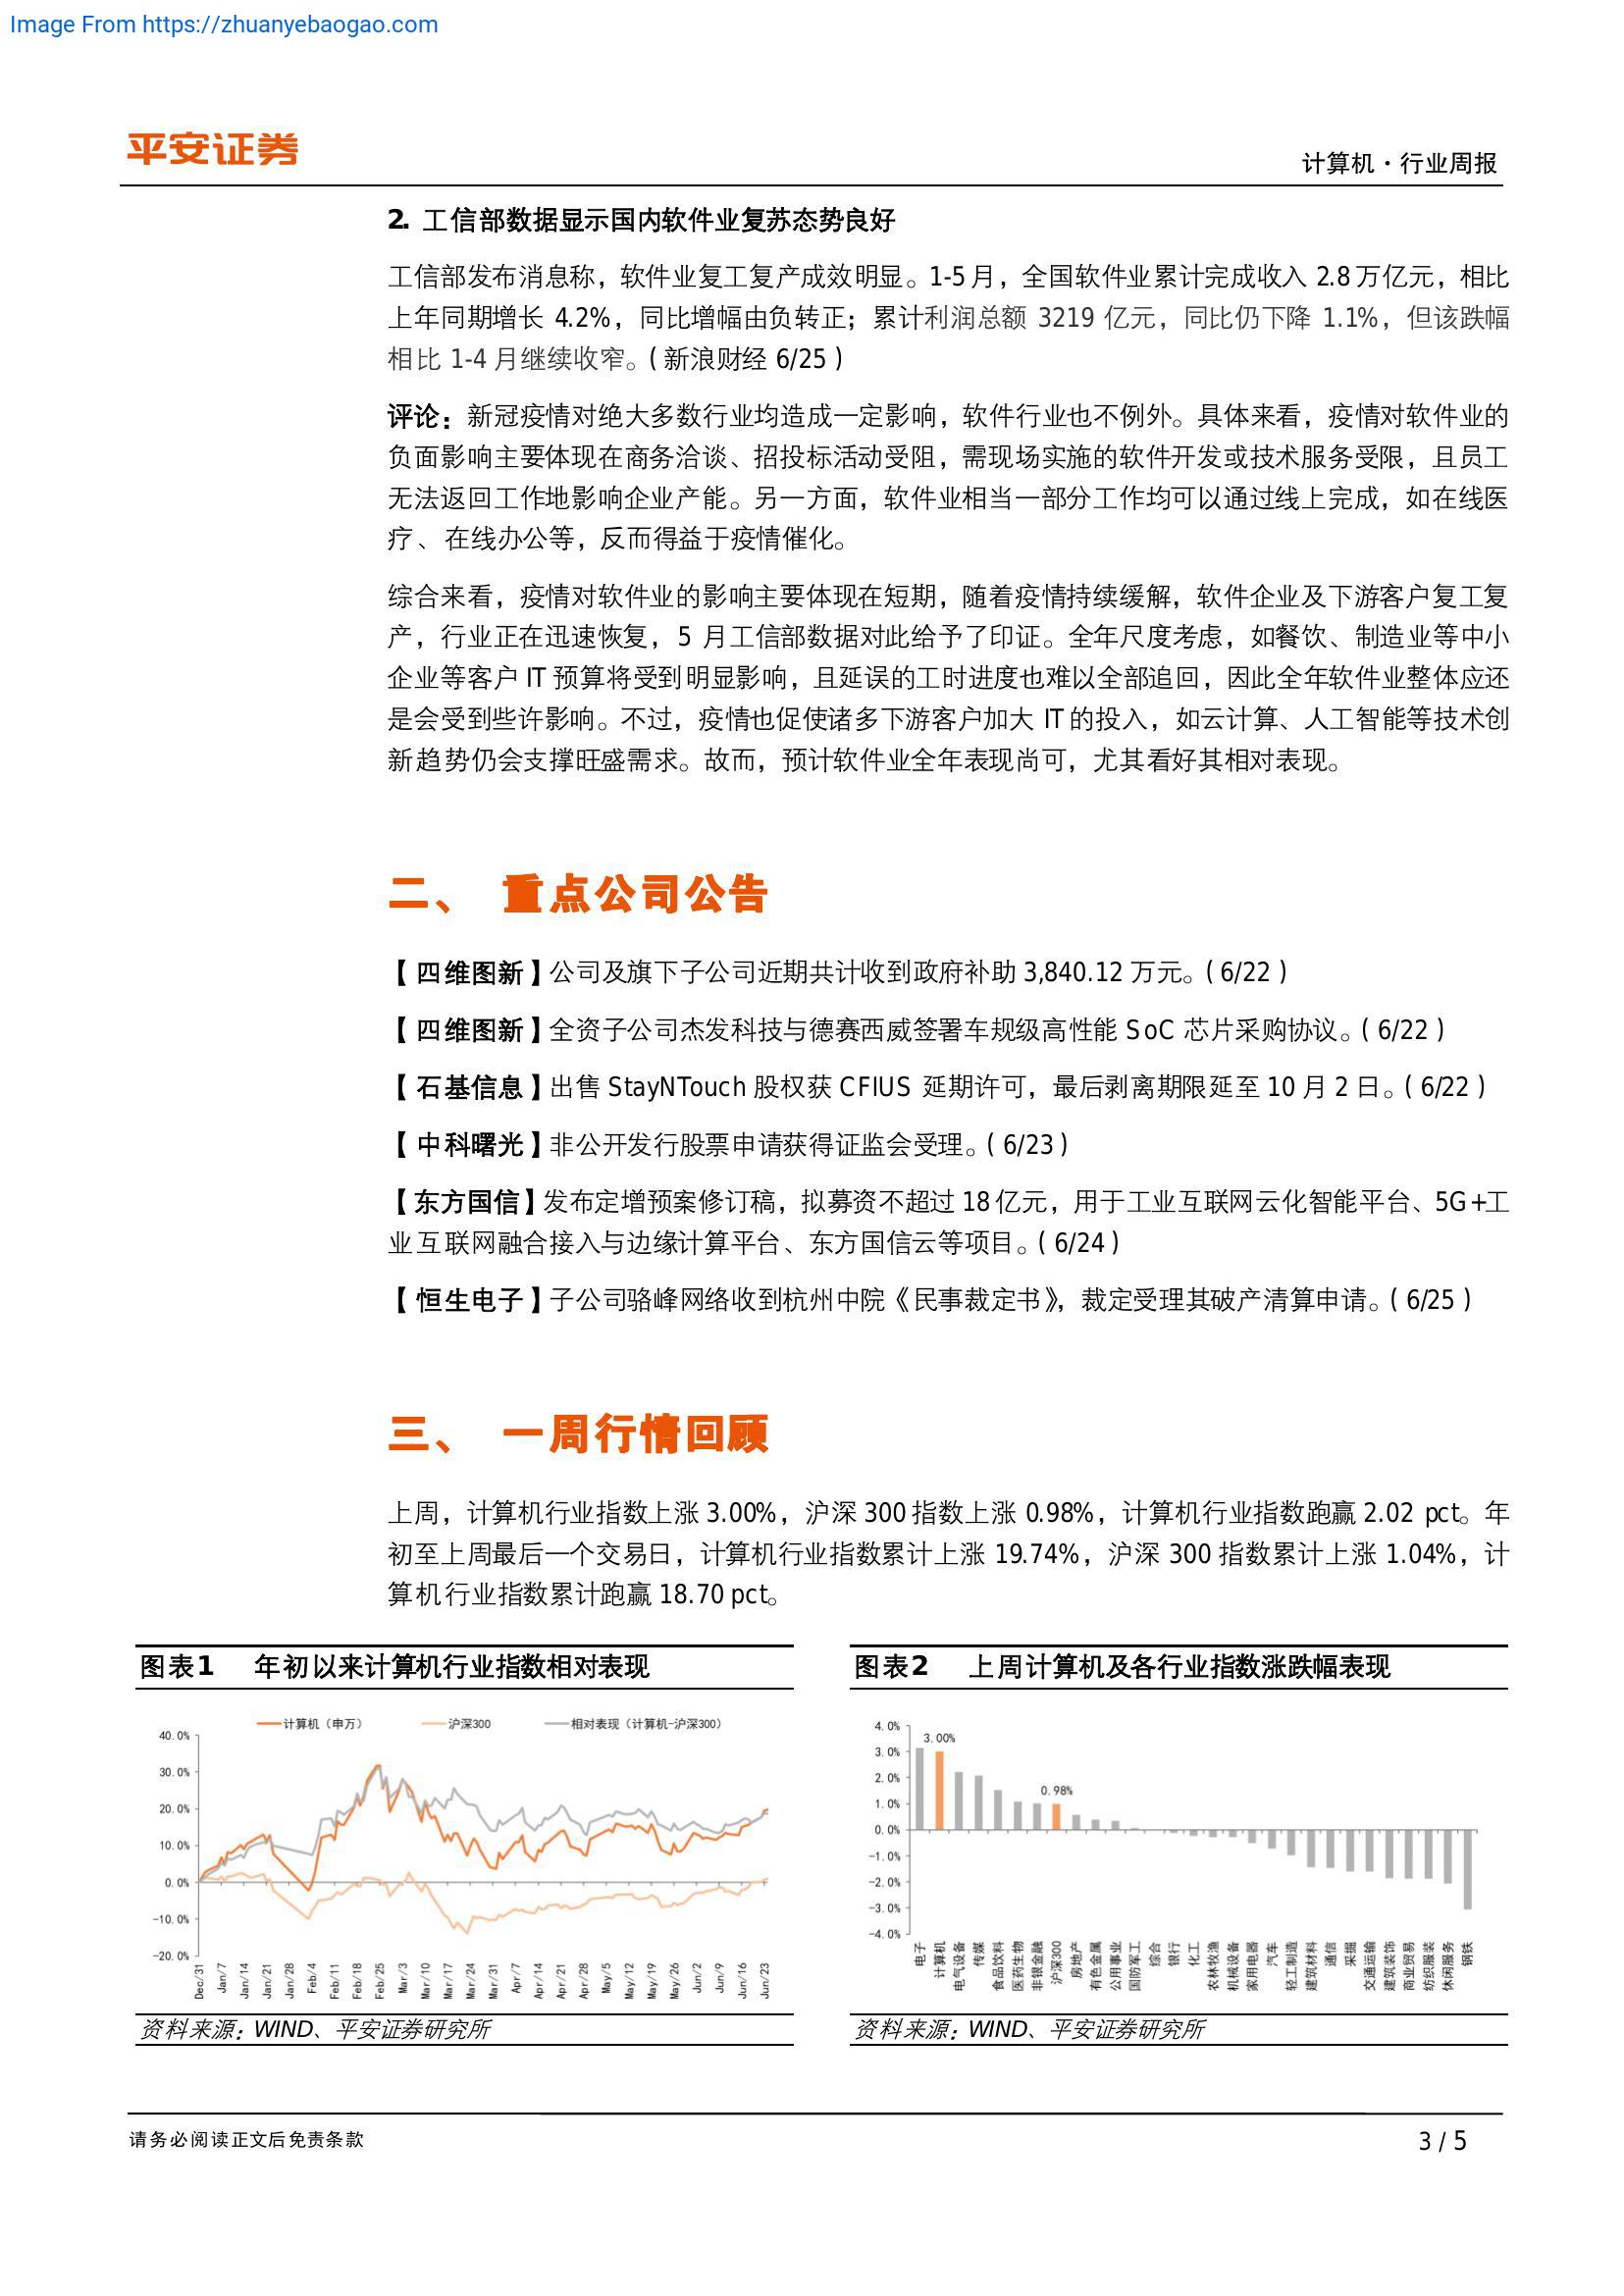 Image From https://zhuanyebaogao.com
平安证券
计算机·行业周报
2. 工信部数据显示国内软件业复苏态势良好
工信部发布消息称，软件业复工复产成效明显。1-5月，全国软件业累计完成收入 2.8万亿元，相比
上年同期增长 4.2%，同比增幅由负转正；累计利润总额 3219 亿元，同比仍下降 1.1%，但该跌幅
相比 1-4 月继续收窄。(新浪财经 6/25)
评论：新冠疫情对绝大多数行业均造成一定影响，软件行业也不例外。具体来看，疫情对软件业的
负面影响主要体现在商务洽谈、招投标活动受阻，需现场实施的软件开发或技术服务受限，且员工
无法返回工作地影响企业产能。另一方面，软件业相当一部分工作均可以通过线上完成，如在线医
疗、在线办公等，反而得益于疫情催化。
综合来看，疫情对软件业的影响主要体现在短期，随着疫情持续缓解，软件企业及下游客户复工复
产，行业正在迅速恢复，5 月工信部数据对此给予了印证。全年尺度考虑，如餐饮、制造业等中小
企业等客户 IT 预算将受到明显影响，且延误的工时进度也难以全部追回，因此全年软件业整体应还
是会受到些许影响。不过，疫情也促使诸多下游客户加大 IT的投入，如云计算、人工智能等技术创
新趋势仍会支撑旺盛需求。故而，预计软件业全年表现尚可，尤其看好其相对表现。
二、 重点公司公告
【四维图新】公司及旗下子公司近期共计收到政府补助 3,840.12 万元。(6/22)
【四维图新】全资子公司杰发科技与德赛西威签署车规级高性能 SoC 芯片采购协议。(6/22)
【石基信息】出售 StayNTouch 股权获 CFIUS 延期许可，最后剥离期限延至 10 月 2 日。(6/22)
【中科曙光】非公开发行股票申请获得证监会受理。(6/23)
【东方国信】发布定增预案修订稿，拟募资不超过 18亿元，用于工业互联网云化智能平台、5G+工
业互联网融合接入与边缘计算平台、东方国信云等项目。(6/24)
【恒生电子】子公司骆峰网络收到杭州中院《民事裁定书》，裁定受理其破产清算申请。(6/25)
三、 一周行情回顾
上周，计算机行业指数上涨 3.00%，沪深 300 指数上涨 0.98%，计算机行业指数跑赢 2.02 pct。年
初至上周最后一个交易日，计算机行业指数累计上涨 19.74%，沪深 300 指数累计上涨 1.04%，计
算机行业指数累计跑赢 18.70 pct。
图表1 年初以来计算机行业指数相对表现
计算机（申万） 沪深300 相对表现（计算机-沪深300）
40.0%
30.0%
20.0%
10.0%
0.0%
-10.0%
-20.0%
Dec/31 Jan/7 Jan/14 Jan/21 Jan/28 Feb/4 Feb/11 Feb/18 Feb/25 Mar/3 Mar/10 Mar/17 Mar/24 Mar/31 Apr/7 Apr/14 Apr/21 Apr/28 May/5 May/12 May/19 May/26 Jun/2 Jun/9 Jun/16 Jun/23
资料来源：WIND、平安证券研究所
图表2 上周计算机及各行业指数涨跌幅表现
4.0%
3.0%
2.0%
1.0%
0.0%
-1.0%
-2.0%
-3.0%
-4.0%
3.00%
0.98%
电子 计算机 电气设备 传媒 食品饮料 医药生物 非银金融 沪深300 房地产 有色金属 公用事业 国防军工 综合 银行 化工 农林牧渔 机械设备 家用电器 汽车 轻工制造 建筑材料 通信 采掘 交通运输 建筑装饰 商业贸易 纺织服装 休闲服务 钢铁
资料来源：WIND、平安证券研究所
请务必阅读正文后免责条款
3 / 5